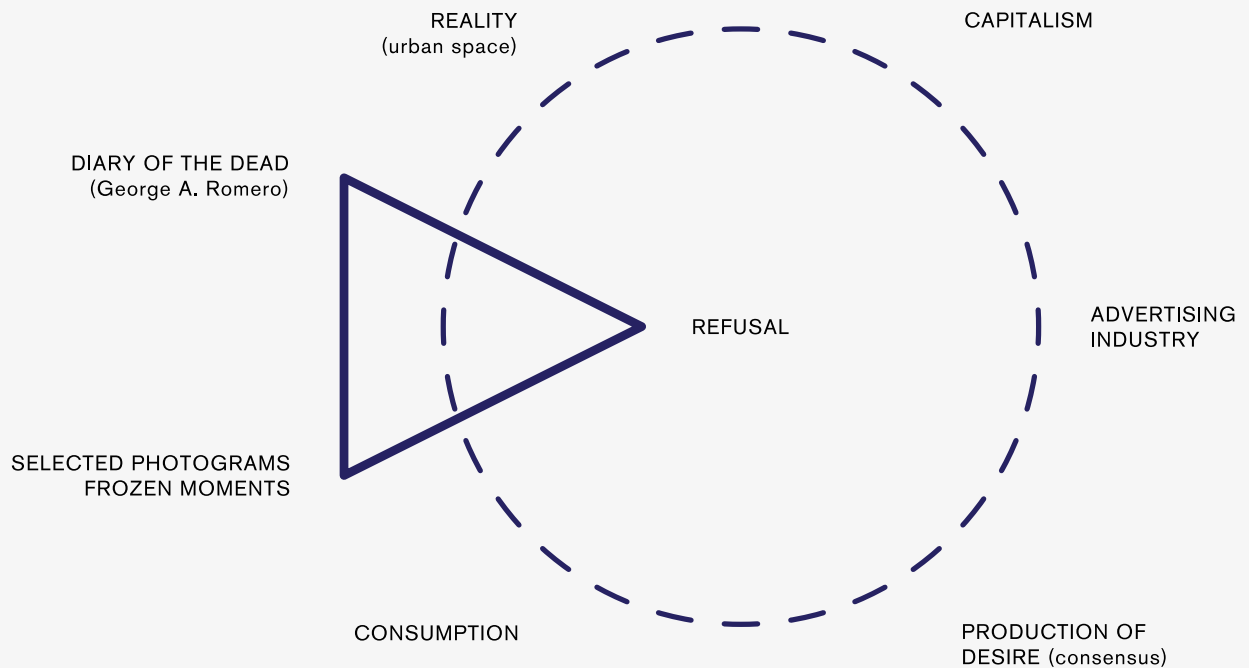 REALITY
(urban space)
CAPITALISM
DIARY OF THE DEAD
(George A. Romero)
REFUSAL
ADVERTISING
INDUSTRY
SELECTED PHOTOGRAMS
FROZEN MOMENTS
CONSUMPTION
PRODUCTION OF
DESIRE (consensus)